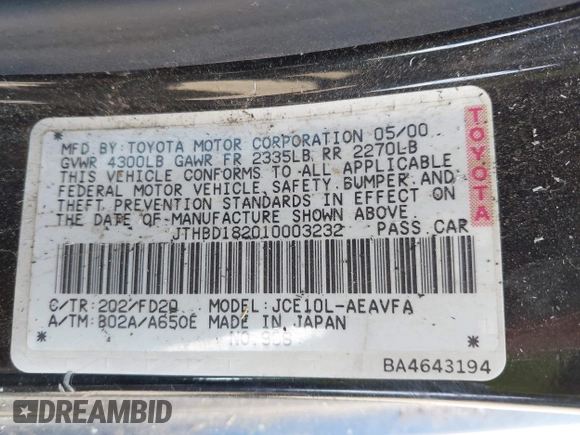 MFD. BY: TOYOTA MOTOR CORPORATION 05/00
GVWR 4300LB GAWR FR 2335LB RR 2270LB
THIS VEHICLE CONFORMS TO ALL APPLICABLE
FEDERAL MOTOR VEHICLE SAFETY, BUMPER, AND
THEFT PREVENTION STANDARDS IN EFFECT ON
THE DATE OF MANUFACTURE SHOWN ABOVE.
JTHBD182010003232 PASS CAR
TOYOTA
C/TR: 202/FD20 MODEL: JCE10L-AEAVFA
A/TM: B02A/A650E MADE IN JAPAN
BA4643194
DREAMBID